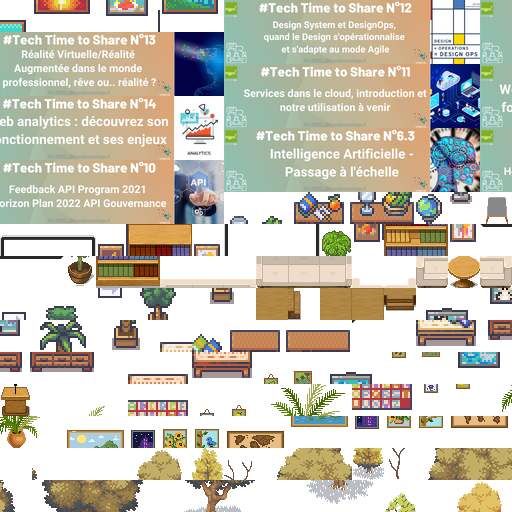 #Tech Time to Share N°13
Réalité Virtuelle/Réalité
Augmentée dans le monde
professionnel, rêve ou... réalité ?
#Tech Time to Share N°14
eb analytics : découvrez son
onctionnement et ses enjeux
ANALYTICS
#Tech Time to Share N°10
Feedback API Program 2021
orizon Plan 2022 API Gouvernance
API
#Tech Time to Share N°12
Design System et DesignOps,
quand le Design s'opérationnalise
et s'adapte au mode Agile
DESIGN
+ OPERATIONS
= DESIGN OPS
#Tech Time to Share N°11
Services dans le cloud, introduction et
notre utilisation à venir
#Tech Time to Share N°6.3
Intelligence Artificielle -
Passage à l'échelle
W
fo
H